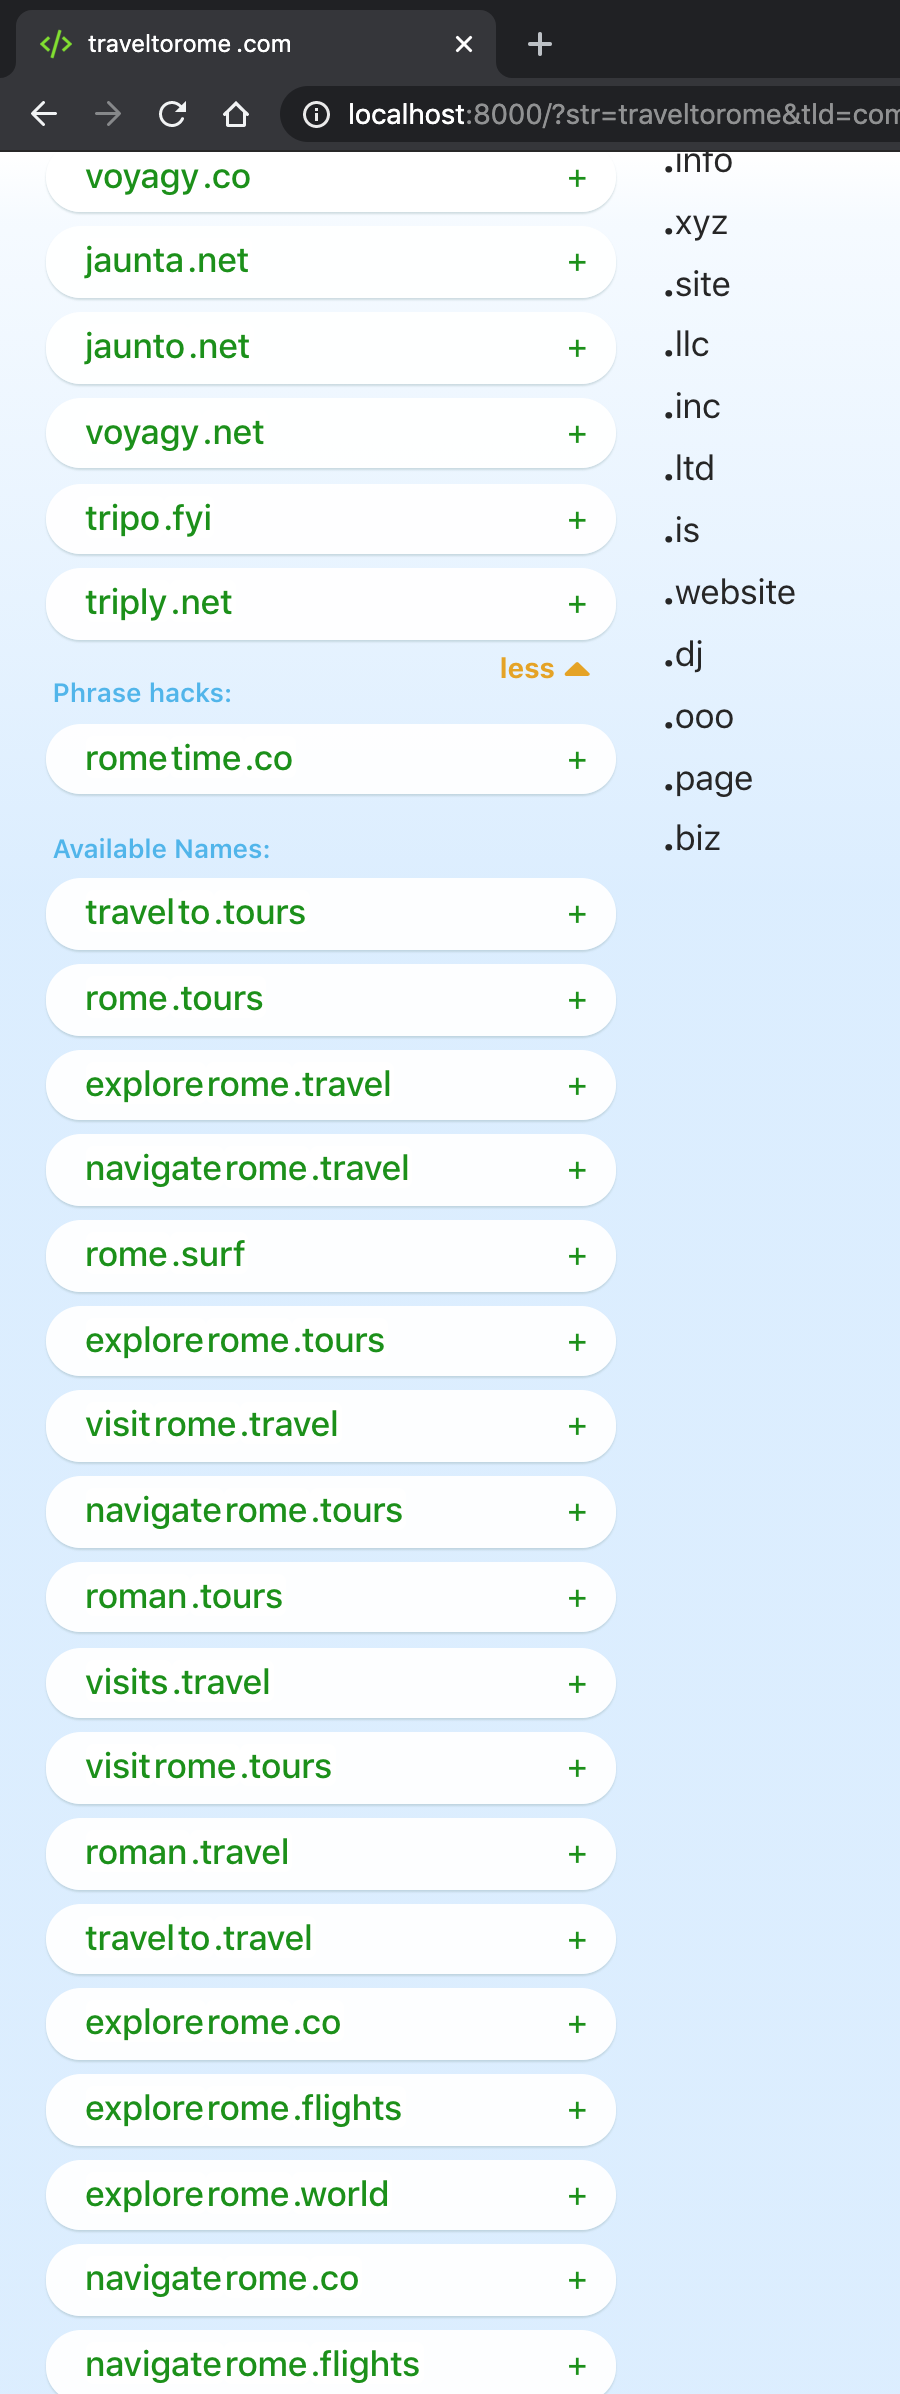 traveltorome .com
localhost:8000/?str=traveltorome&tld=com
voyagy.co +
jaunta.net +
jaunto.net +
voyagy.net +
tripo.fyi +
triply.net +
less
Phrase hacks:
rometime.co +
Available Names:
travelto.tours +
rome.tours +
explorerome.travel +
navigaterome.travel +
rome.surf +
explorerome.tours +
visitrome.travel +
navigaterome.tours +
roman.tours +
visits.travel +
visitrome.tours +
roman.travel +
travelto.travel +
explorerome.co +
explorerome.flights +
explorerome.world +
navigaterome.co +
navigaterome.flights +
.info
.xyz
.site
.llc
.inc
.ltd
.is
.website
.dj
.ooo
.page
.biz